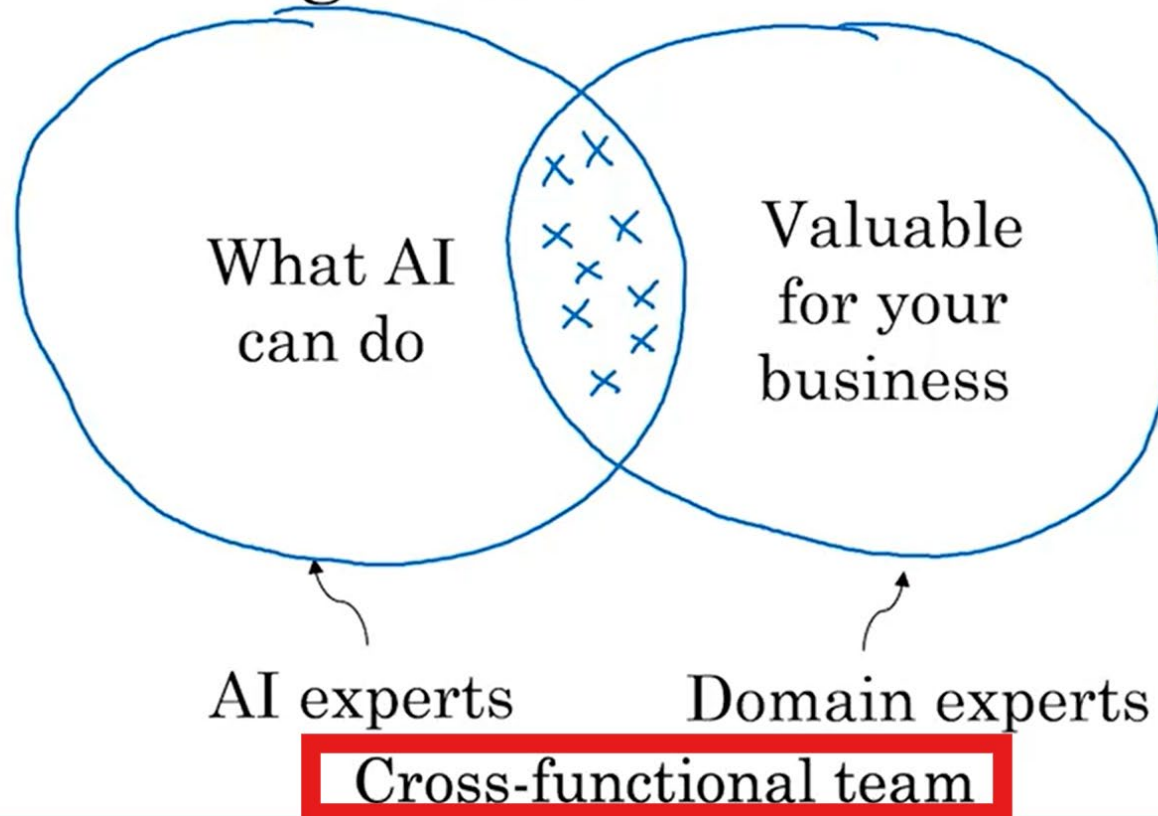 What AI
can do
Valuable
for your
business
AI experts
Domain experts
Cross-functional team